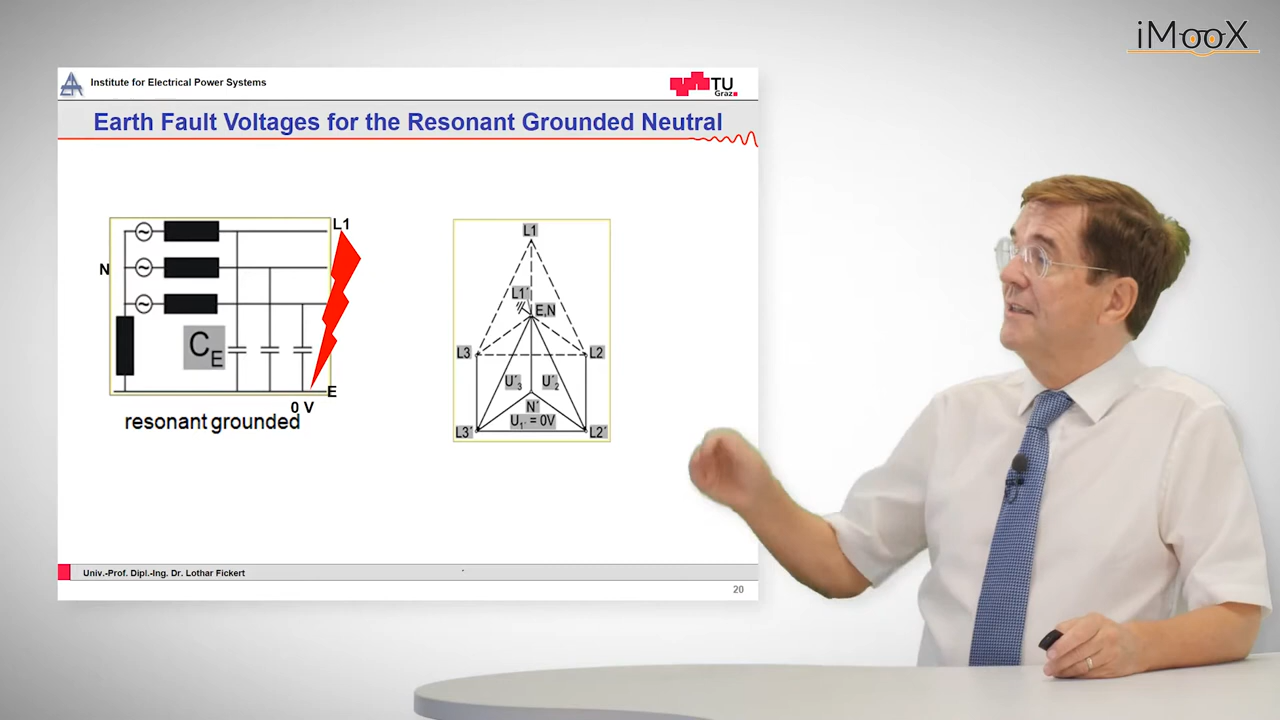 iMooX
Institute for Electrical Power Systems
TU
Graz
Earth Fault Voltages for the Resonant Grounded Neutral
L1
N
C_E
E
0 V
resonant grounded
L1
L1'
E,N
L3
L2
U'3
U'2
N'
U1' = 0V
L3'
L2'
Univ.-Prof. Dipl.-Ing. Dr. Lothar Fickert
20